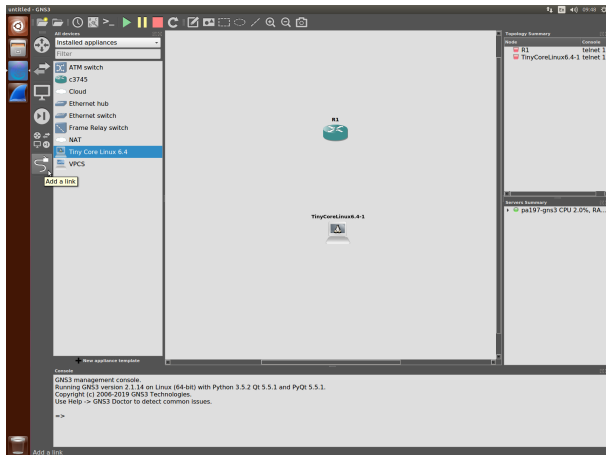 untitled - GNS3
En
09:48
All devices
Installed appliances
Filter
ATM switch
c3745
Cloud
Ethernet hub
Ethernet switch
Frame Relay switch
NAT
Tiny Core Linux 6.4
VPCS
Add a link
New appliance template
R1
TinyCoreLinux6.4-1
Topology Summary
Node Console
R1 telnet 1
TinyCoreLinux6.4-1 telnet 1
Servers Summary
pa197-gns3 CPU 2.0%, RA...
Console
GNS3 management console.
Running GNS3 version 2.1.14 on Linux (64-bit) with Python 3.5.2 Qt 5.5.1 and PyQt 5.5.1.
Copyright (c) 2006-2019 GNS3 Technologies.
Use Help -> GNS3 Doctor to detect common issues.
=>
Add a link